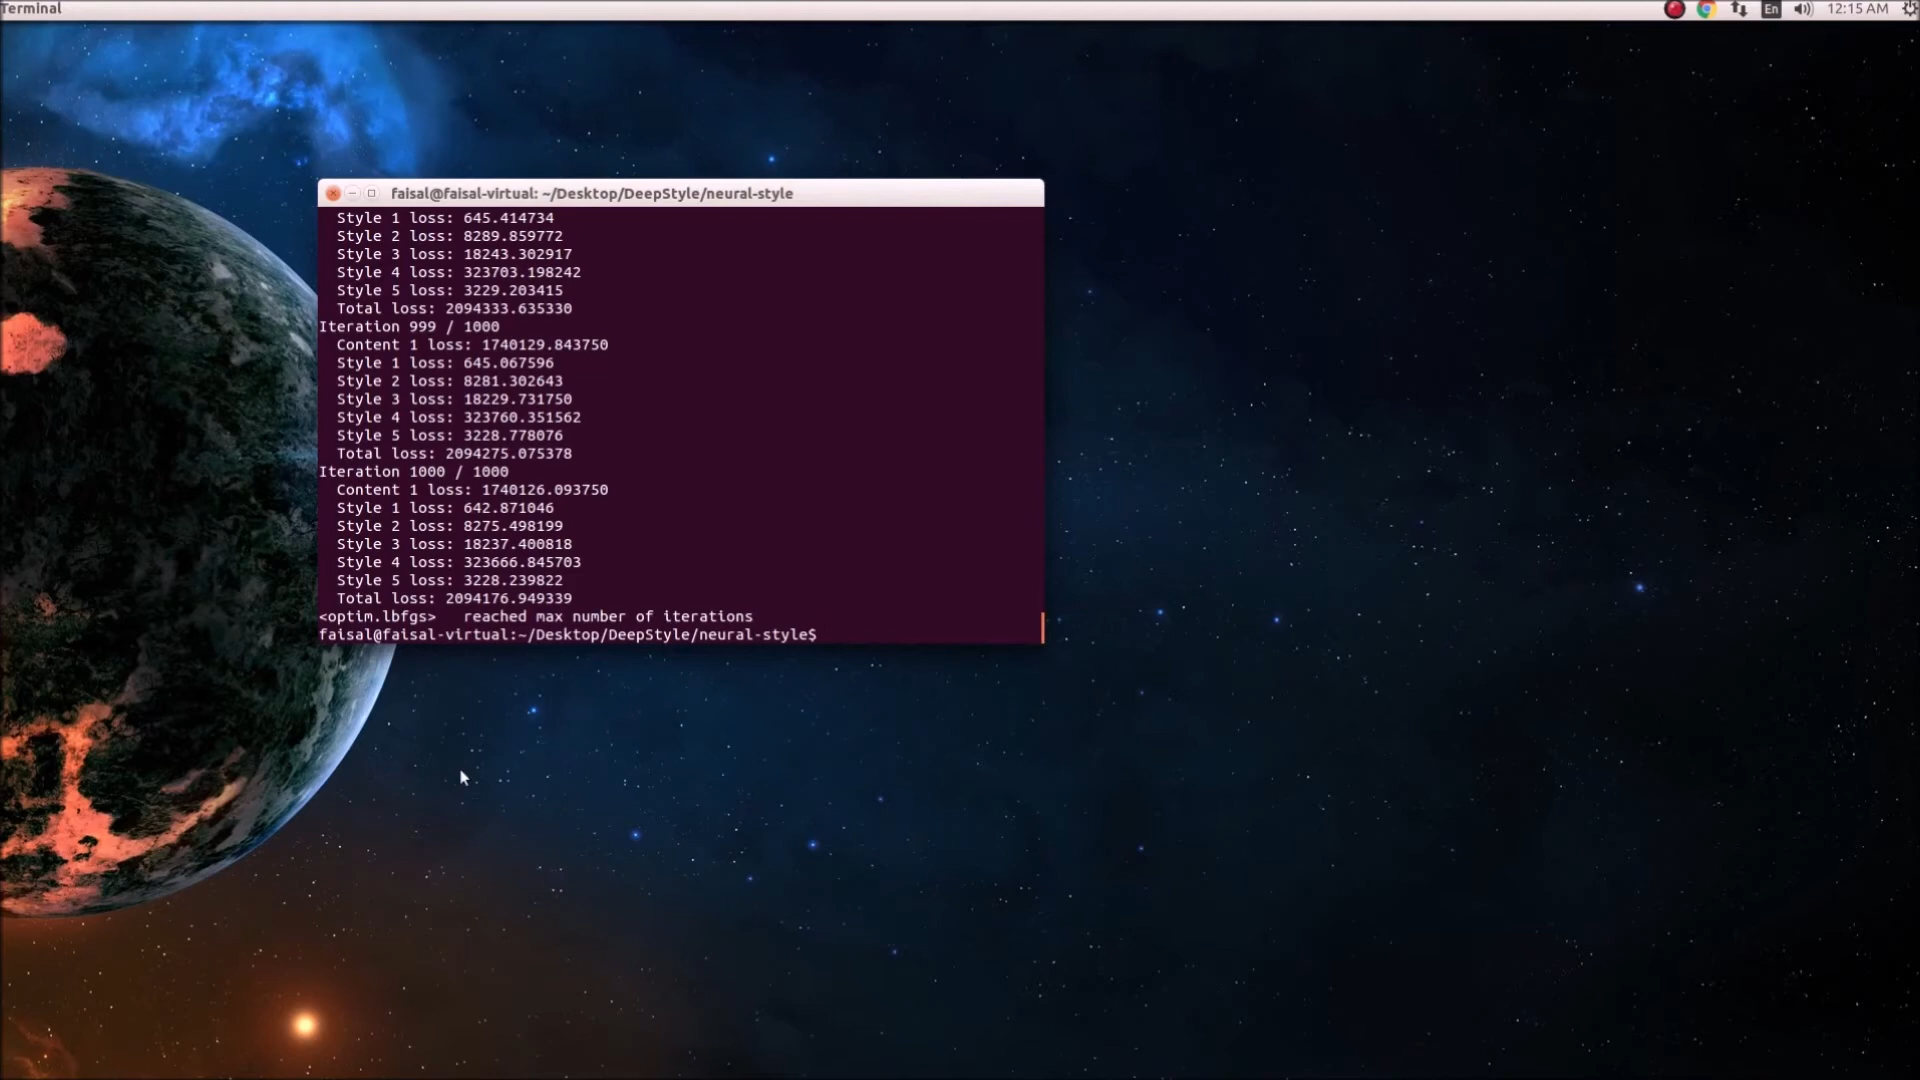 Terminal
En
12:15 AM
faisal@faisal-virtual: ~/Desktop/DeepStyle/neural-style
Style 1 loss: 645.414734
Style 2 loss: 8289.859772
Style 3 loss: 18243.302917
Style 4 loss: 323703.198242
Style 5 loss: 3229.203415
Total loss: 2094333.635330
Iteration 999 / 1000
Content 1 loss: 1740129.843750
Style 1 loss: 645.067596
Style 2 loss: 8281.302643
Style 3 loss: 18229.731750
Style 4 loss: 323760.351562
Style 5 loss: 3228.778076
Total loss: 2094275.075378
Iteration 1000 / 1000
Content 1 loss: 1740126.093750
Style 1 loss: 642.871046
Style 2 loss: 8275.498199
Style 3 loss: 18237.400818
Style 4 loss: 323666.845703
Style 5 loss: 3228.239822
Total loss: 2094176.949339
<optim.lbfgs>   reached max number of iterations
faisal@faisal-virtual:~/Desktop/DeepStyle/neural-style$